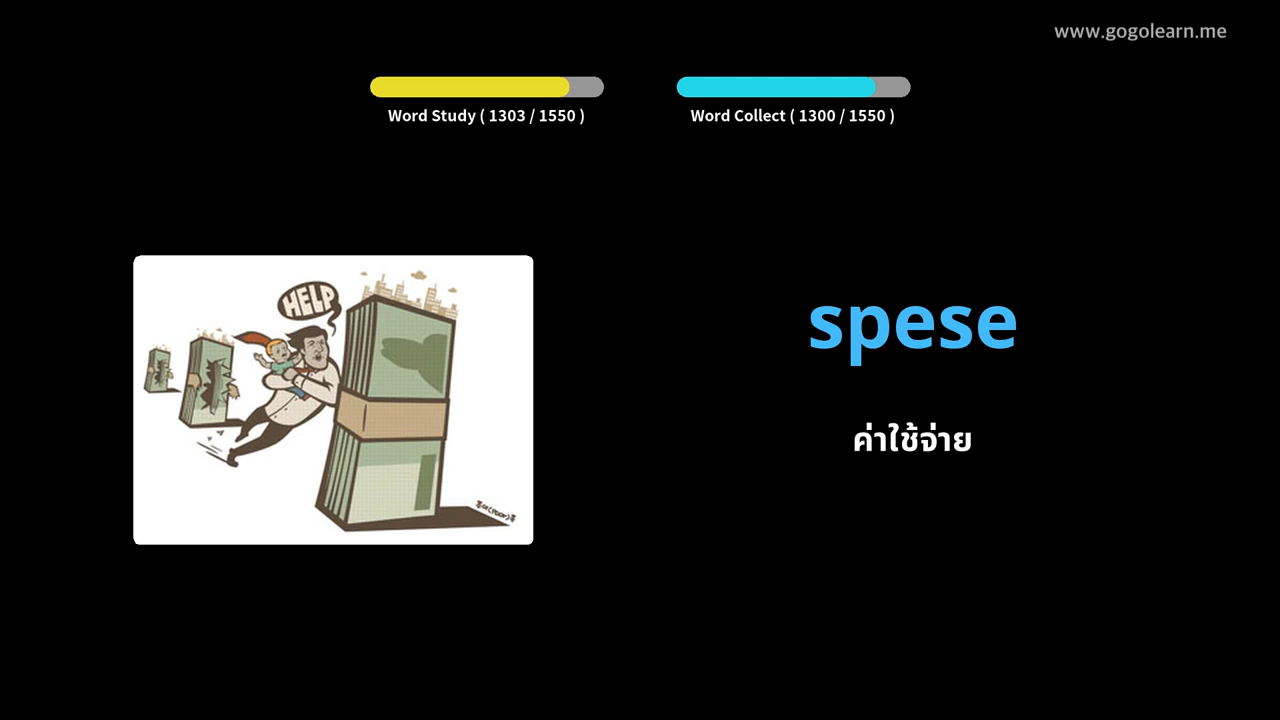 www.gogolearn.me
Word Study ( 1303 / 1550 )
Word Collect ( 1300 / 1550 )
HELP
spese
ค่าใช้จ่าย